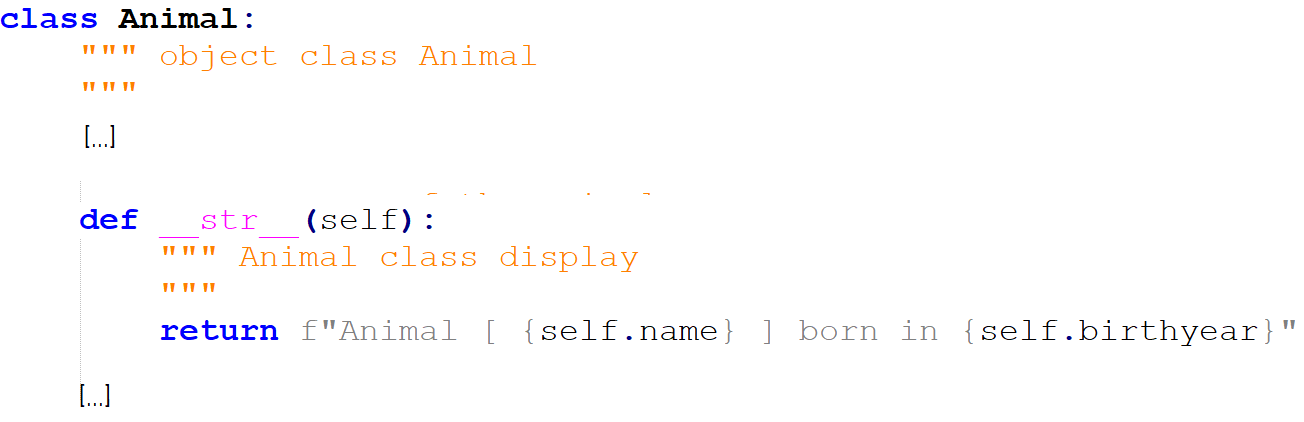 class Animal:
    """ object class Animal
    """
    [...]
    def __str__(self):
        """ Animal class display
        """
        return f"Animal [ {self.name} ] born in {self.birthyear}"
    [...]